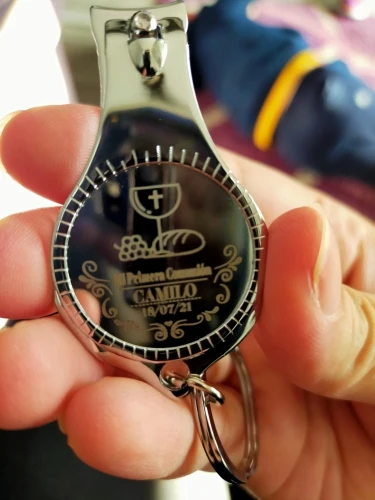 Mi Primera Comunión
CAMILO
18/07/21